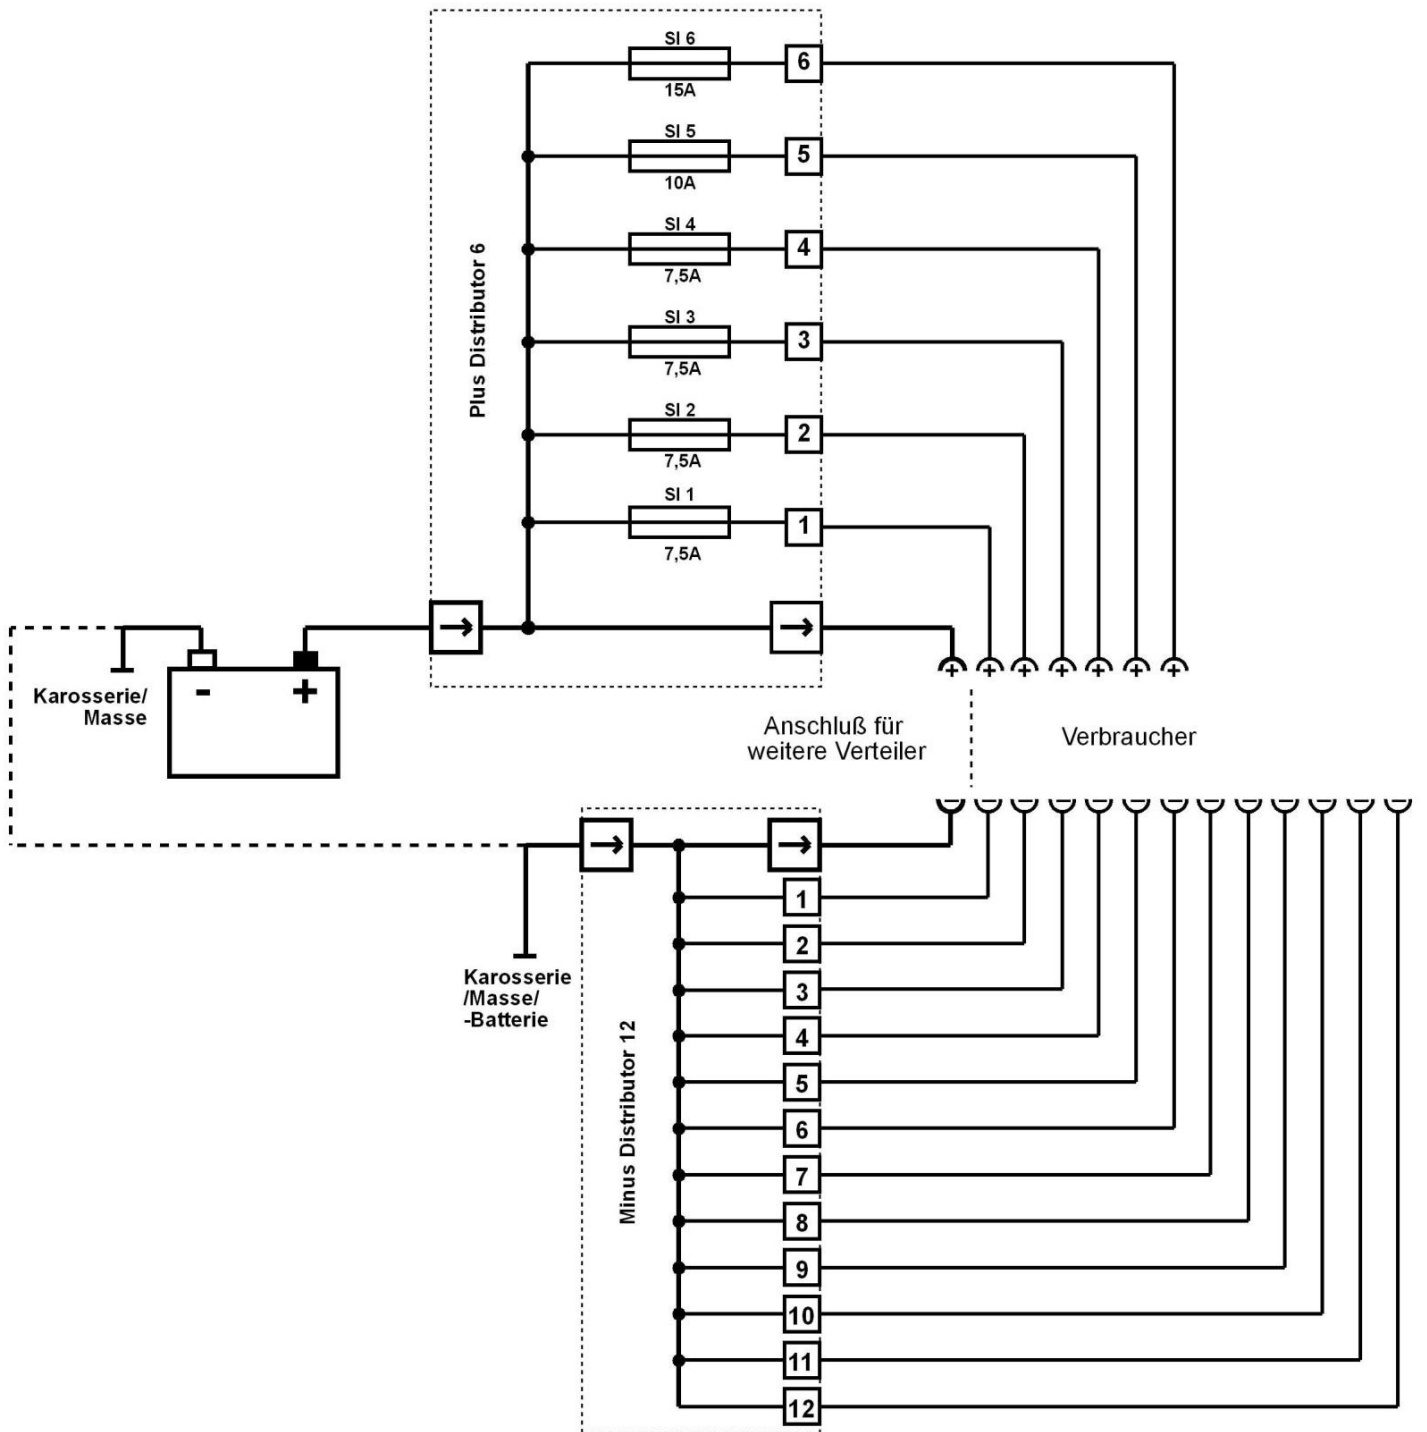 SI 6
6
15A
SI 5
5
10A
SI 4
4
7,5A
SI 3
3
7,5A
SI 2
2
7,5A
SI 1
1
7,5A
Plus Distributor 6
→
→
+ + + + + + +
Karosserie/
Masse
- +
Anschluß für
weitere Verteiler
Verbraucher
- - - - - - - - - - - - -
→
→
1
2
3
4
5
6
7
8
9
10
11
12
Karosserie
/Masse/
-Batterie
Minus Distributor 12